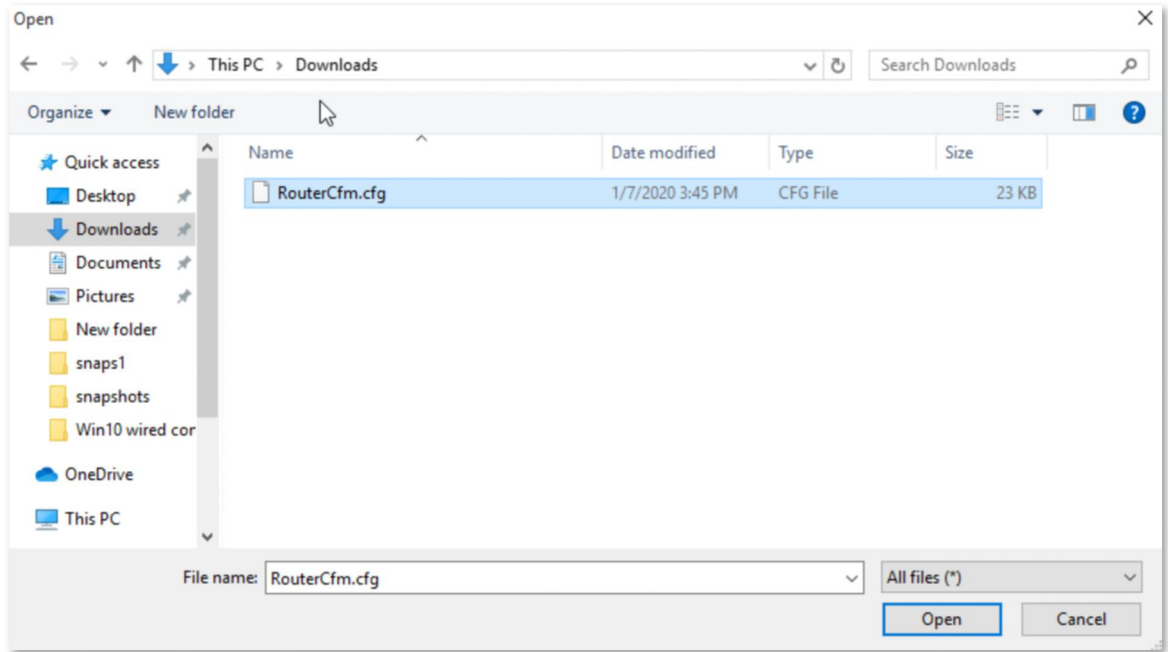 Open
This PC > Downloads
Search Downloads
Organize
New folder
Name
Date modified
Type
Size
RouterCfm.cfg
1/7/2020 3:45 PM
CFG File
23 KB
Quick access
Desktop
Downloads
Documents
Pictures
New folder
snaps1
snapshots
Win10 wired cor
OneDrive
This PC
File name:
RouterCfm.cfg
All files (*)
Open
Cancel